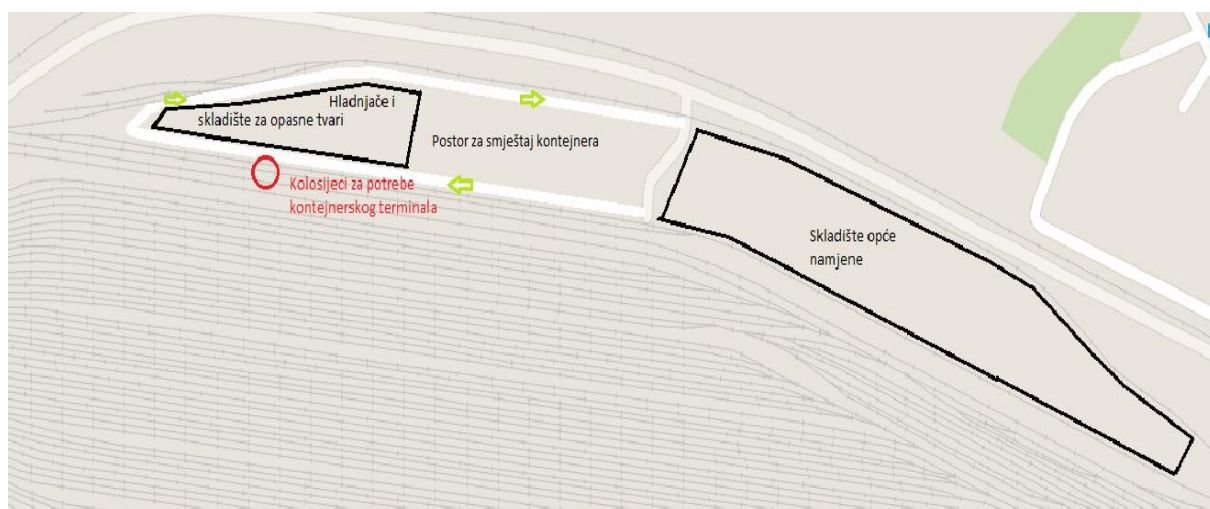 Hladnjače i
skladište za opasne tvari
Postor za smještaj kontejnera
Kolosijeci za potrebe
kontejnerskog terminala
Skladište opće
namjene